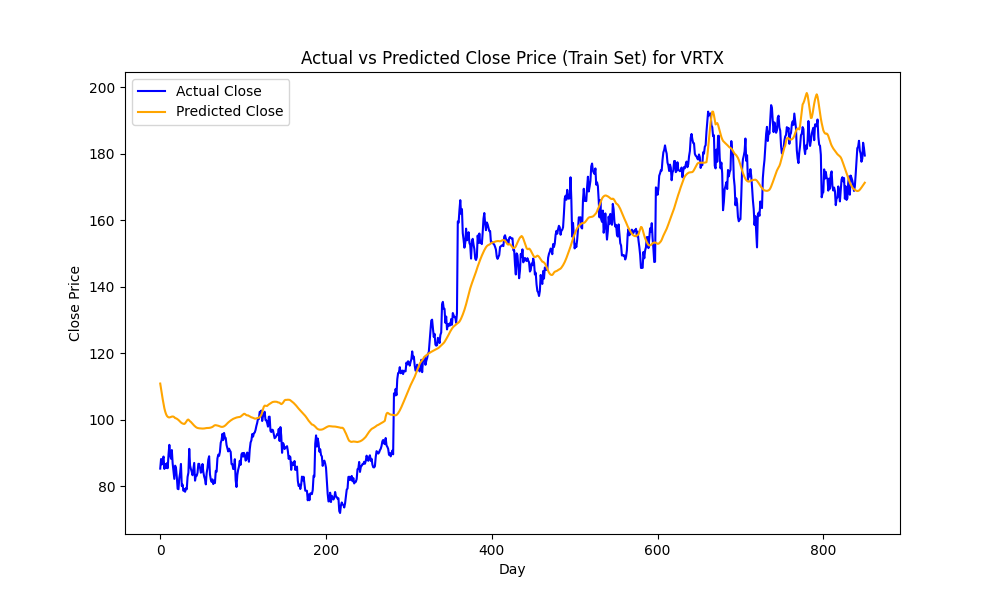 Actual vs Predicted Close Price (Train Set) for VRTX
Actual Close
Predicted Close
200
180
160
140
120
100
80
Close Price
0 200 400 600 800
Day